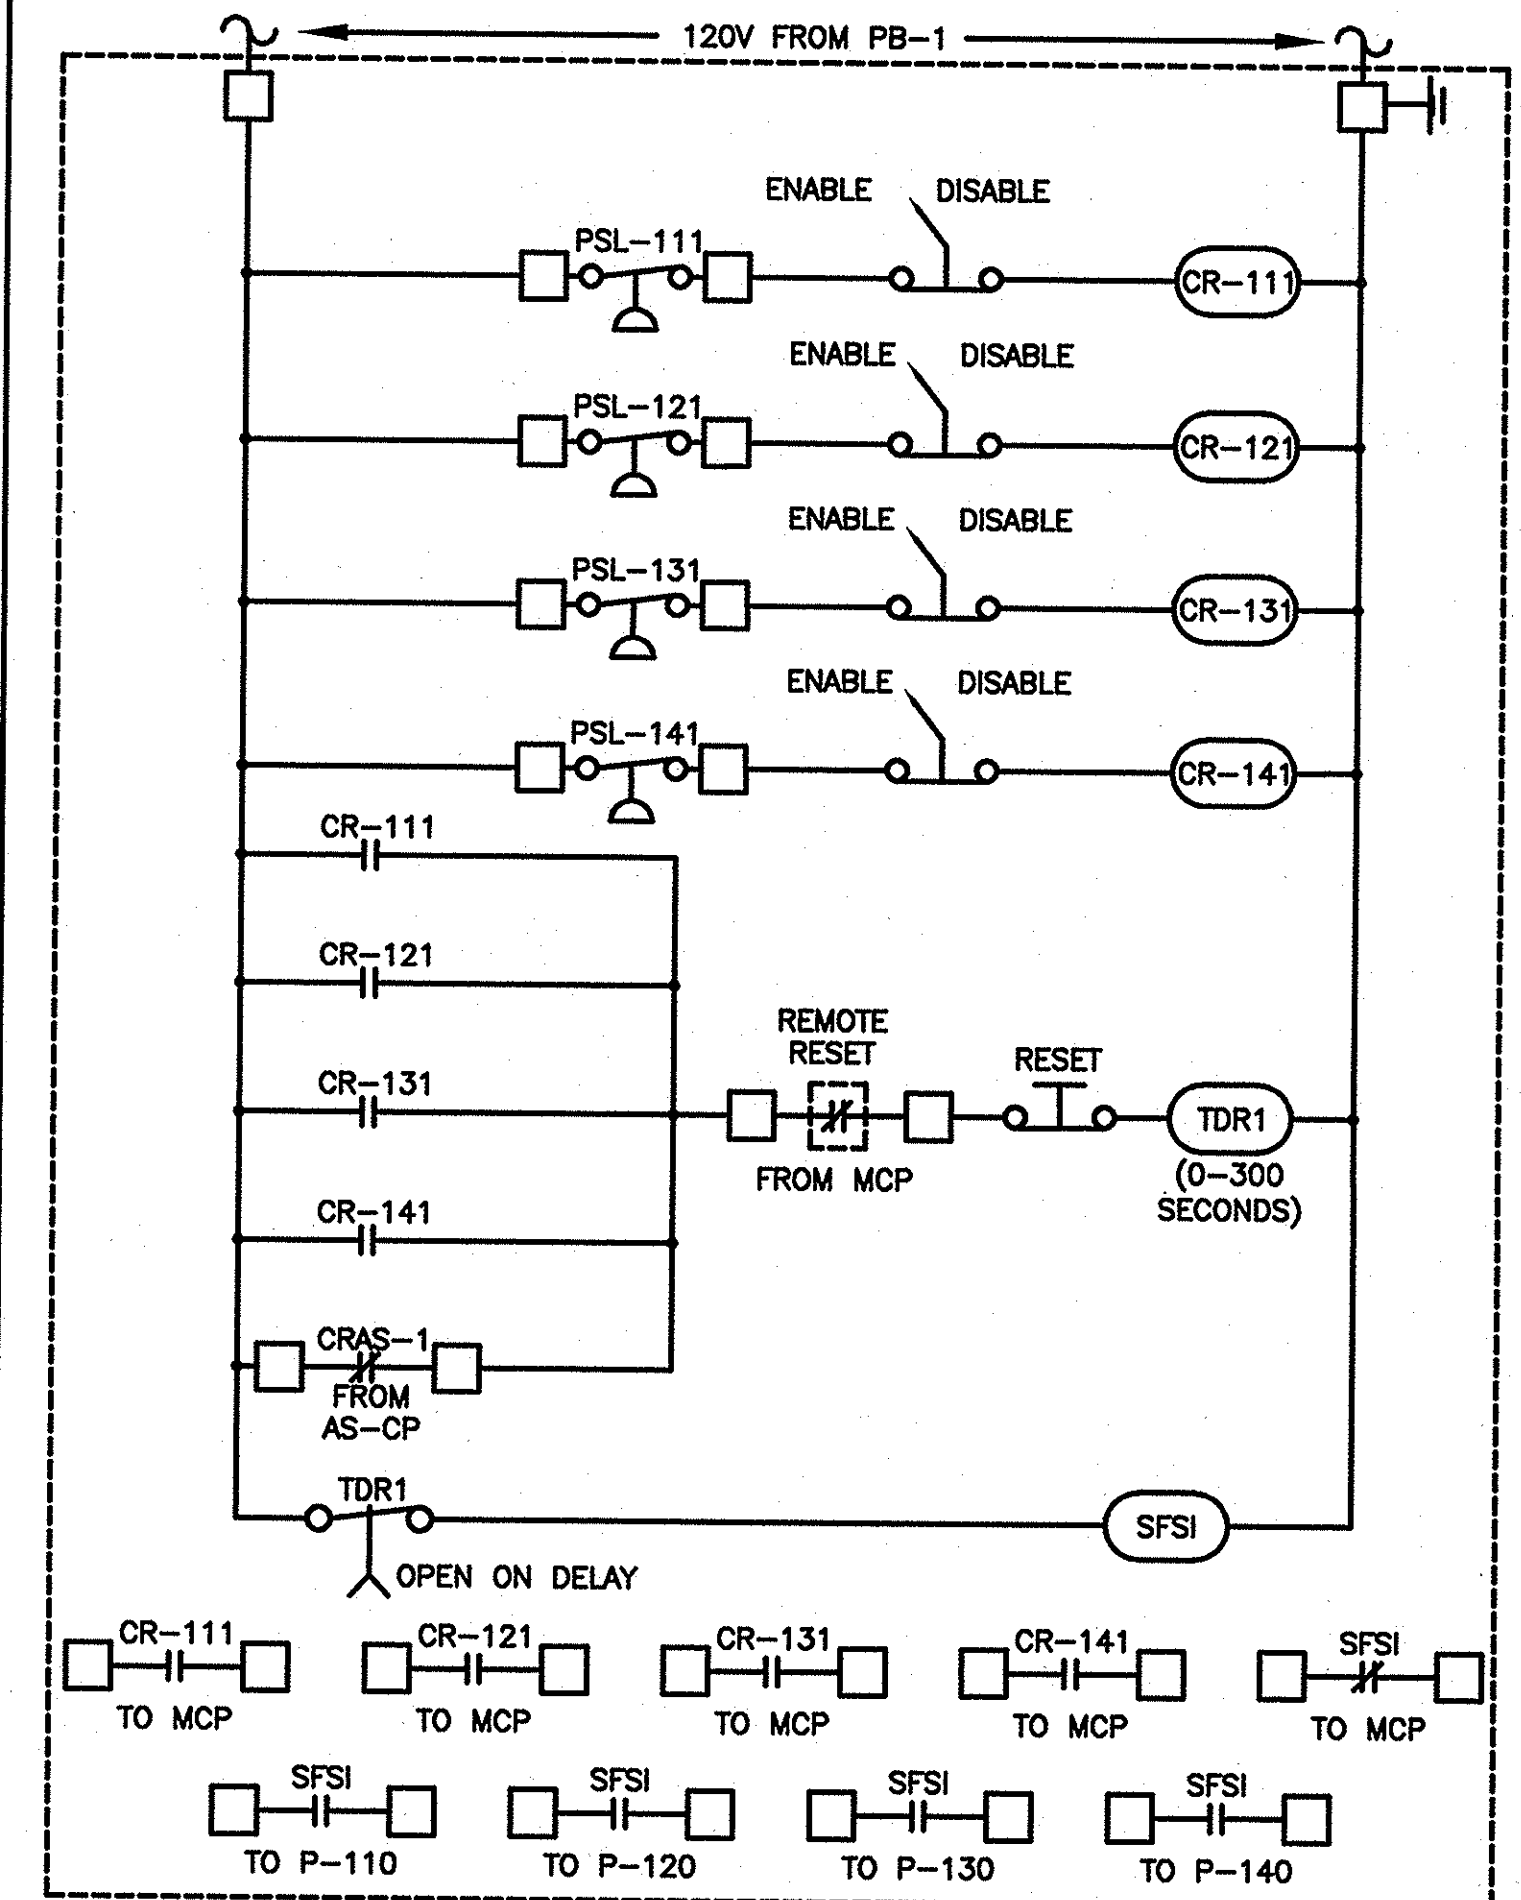 120V FROM PB-1
ENABLE DISABLE
PSL-111
CR-111
ENABLE DISABLE
PSL-121
CR-121
ENABLE DISABLE
PSL-131
CR-131
ENABLE DISABLE
PSL-141
CR-141
CR-111
CR-121
REMOTE
RESET
RESET
CR-131
TDR1
FROM MCP
(0-300
SECONDS)
CR-141
CRAS-1
FROM
AS-CP
TDR1
SFSI
OPEN ON DELAY
CR-111
CR-121
CR-131
CR-141
SFSI
TO MCP
TO MCP
TO MCP
TO MCP
TO MCP
SFSI
SFSI
SFSI
SFSI
TO P-110
TO P-120
TO P-130
TO P-140